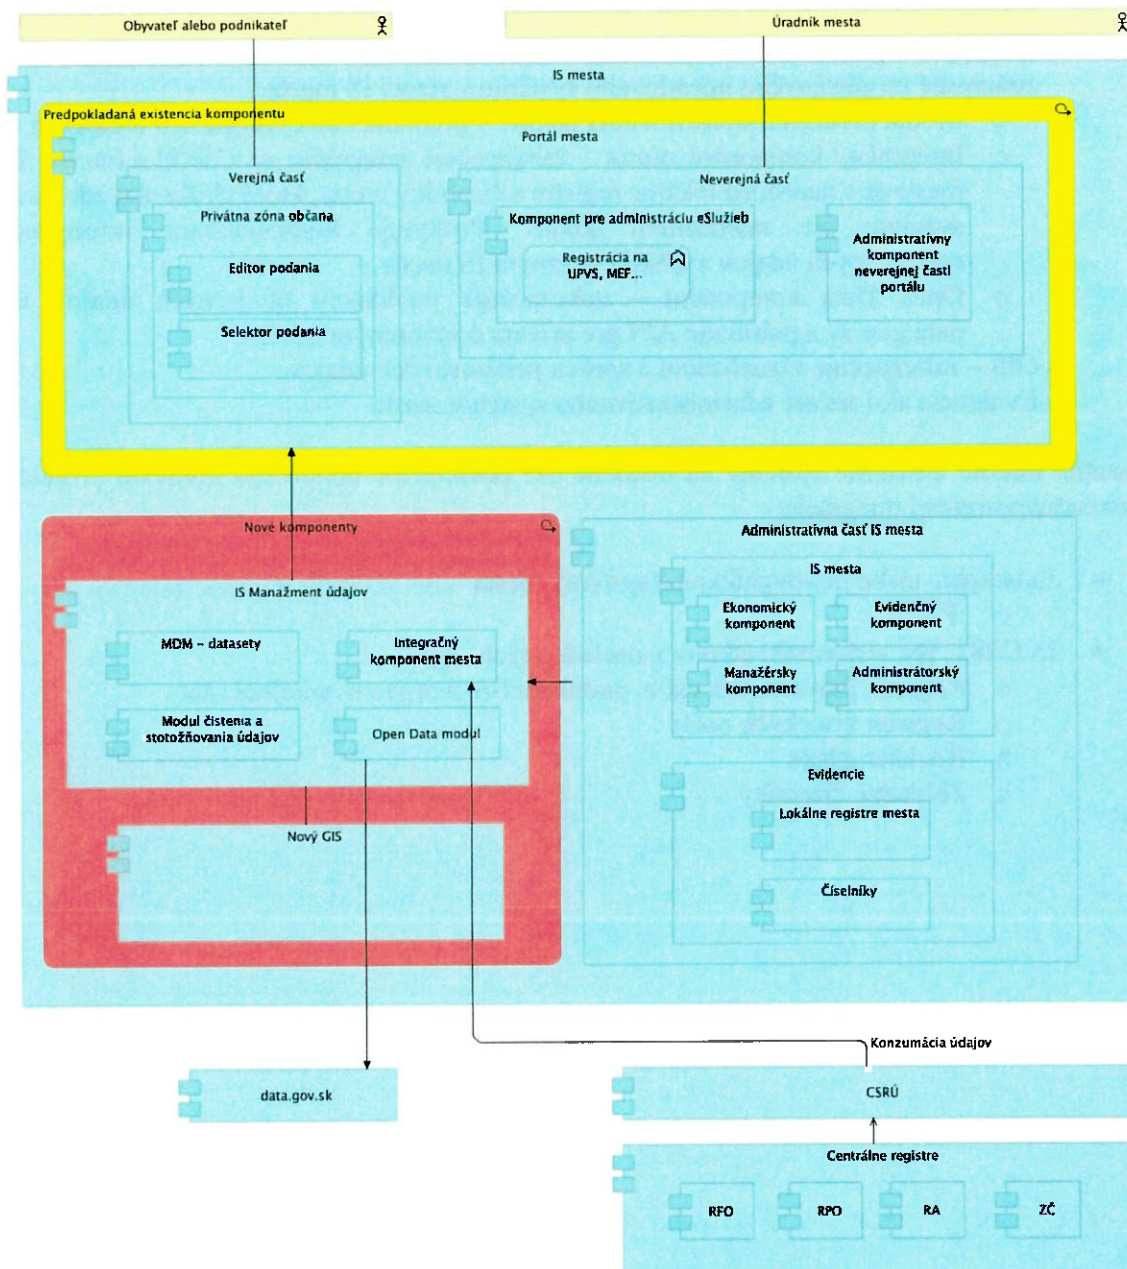 Obyvateľ alebo podnikateľ
Úradník mesta
IS mesta
Predpokladaná existencia komponentu
Portál mesta
Verejná časť
Privátna zóna občana
Editor podania
Selektor podania
Neverejná časť
Komponent pre administráciu eSlužieb
Registrácia na
UPVS, MEF...
Administratívny
komponent
neverejnej časti
portálu
Nové komponenty
IS Manažment údajov
MDM – datasety
Integračný
komponent mesta
Modul čistenia a
stotožňovania údajov
Open Data modul
Nový GIS
Administratívna časť IS mesta
IS mesta
Ekonomický
komponent
Evidenčný
komponent
Manažérsky
komponent
Administrátorský
komponent
Evidencie
Lokálne registre mesta
Číselníky
Konzumácia údajov
data.gov.sk
CSRÚ
Centrálne registre
RFO
RPO
RA
ZČ